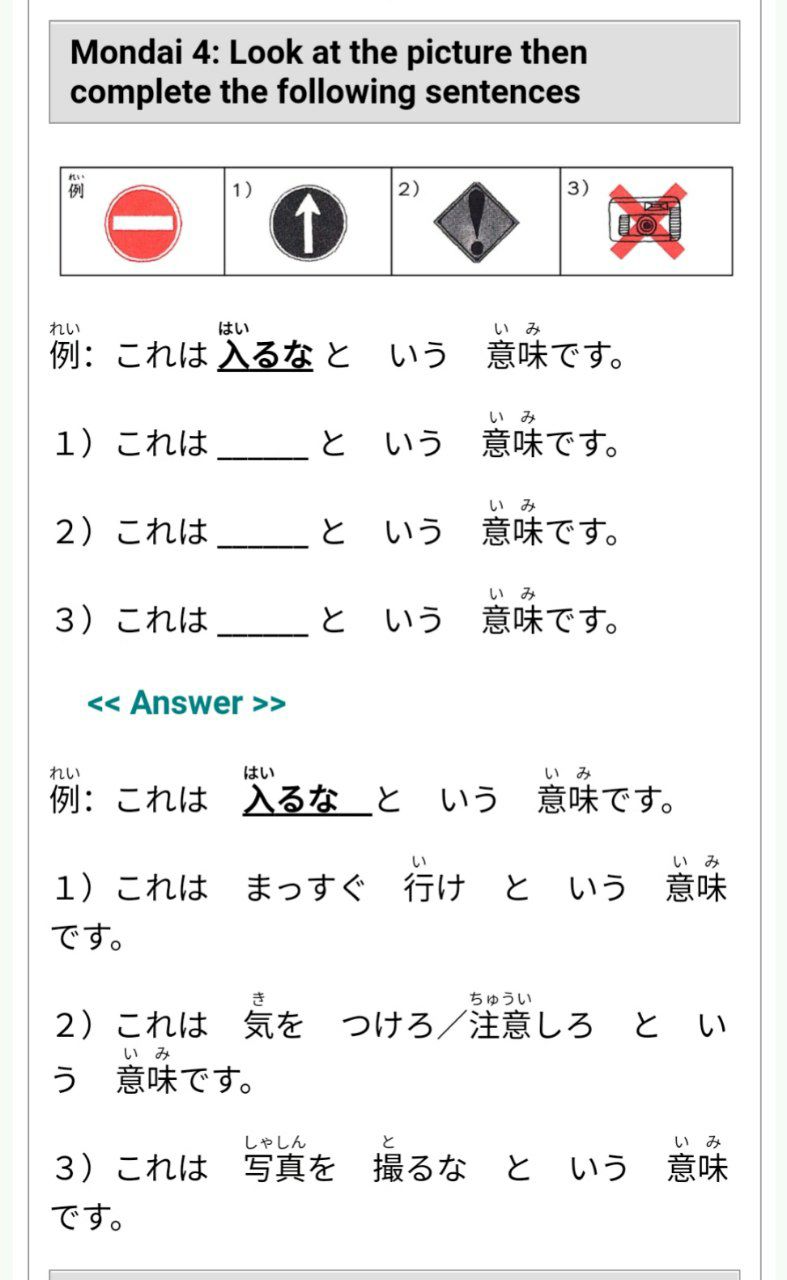 Mondai 4: Look at the picture then
complete the following sentences
れい
例
1)
2)
3)
れい はい い み
例：これは 入るな と いう 意味です。
い み
１）これは ______ と いう 意味です。
い み
２）これは ______ と いう 意味です。
い み
３）これは ______ と いう 意味です。
<< Answer >>
れい はい い み
例：これは 入るな と いう 意味です。
い い み
１）これは まっすぐ 行け と いう 意味
です。
き ちゅうい
２）これは 気を つけろ／注意しろ と い
い み
う 意味です。
しゃしん と い み
３）これは 写真を 撮るな と いう 意味
です。